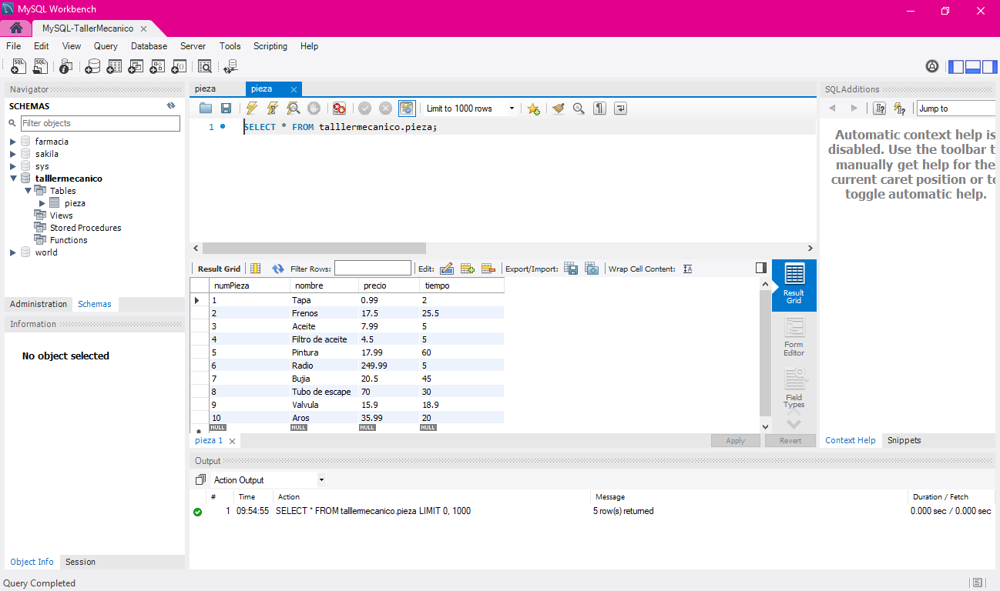 MySQL Workbench
MySQL-TallerMecanico
File Edit View Query Database Server Tools Scripting Help
Navigator
SCHEMAS
Filter objects
farmacia
sakila
sys
talllermecanico
Tables
pieza
Views
Stored Procedures
Functions
world
Administration Schemas
Information
No object selected
Object Info Session
pieza pieza
Limit to 1000 rows
1 SELECT * FROM talllermecanico.pieza;
Result Grid Filter Rows: Edit: Export/Import: Wrap Cell Content:
numPieza nombre precio tiempo
1 Tapa 0.99 2
2 Frenos 17.5 25.5
3 Aceite 7.99 5
4 Filtro de aceite 4.5 5
5 Pintura 17.99 60
6 Radio 249.99 5
7 Bujia 20.5 45
8 Tubo de escape 70 30
9 Valvula 15.9 18.9
10 Aros 35.99 20
NULL NULL NULL NULL
Result
Grid
Form
Editor
Field
Types
pieza 1 Apply Revert
SQLAdditions
Jump to
Automatic context help is
disabled. Use the toolbar t
manually get help for the
current caret position or to
toggle automatic help.
Context Help Snippets
Output
Action Output
# Time Action Message Duration / Fetch
1 09:54:55 SELECT * FROM talllemecanico.pieza LIMIT 0, 1000 5 row(s) returned 0.000 sec / 0.000 sec
Query Completed